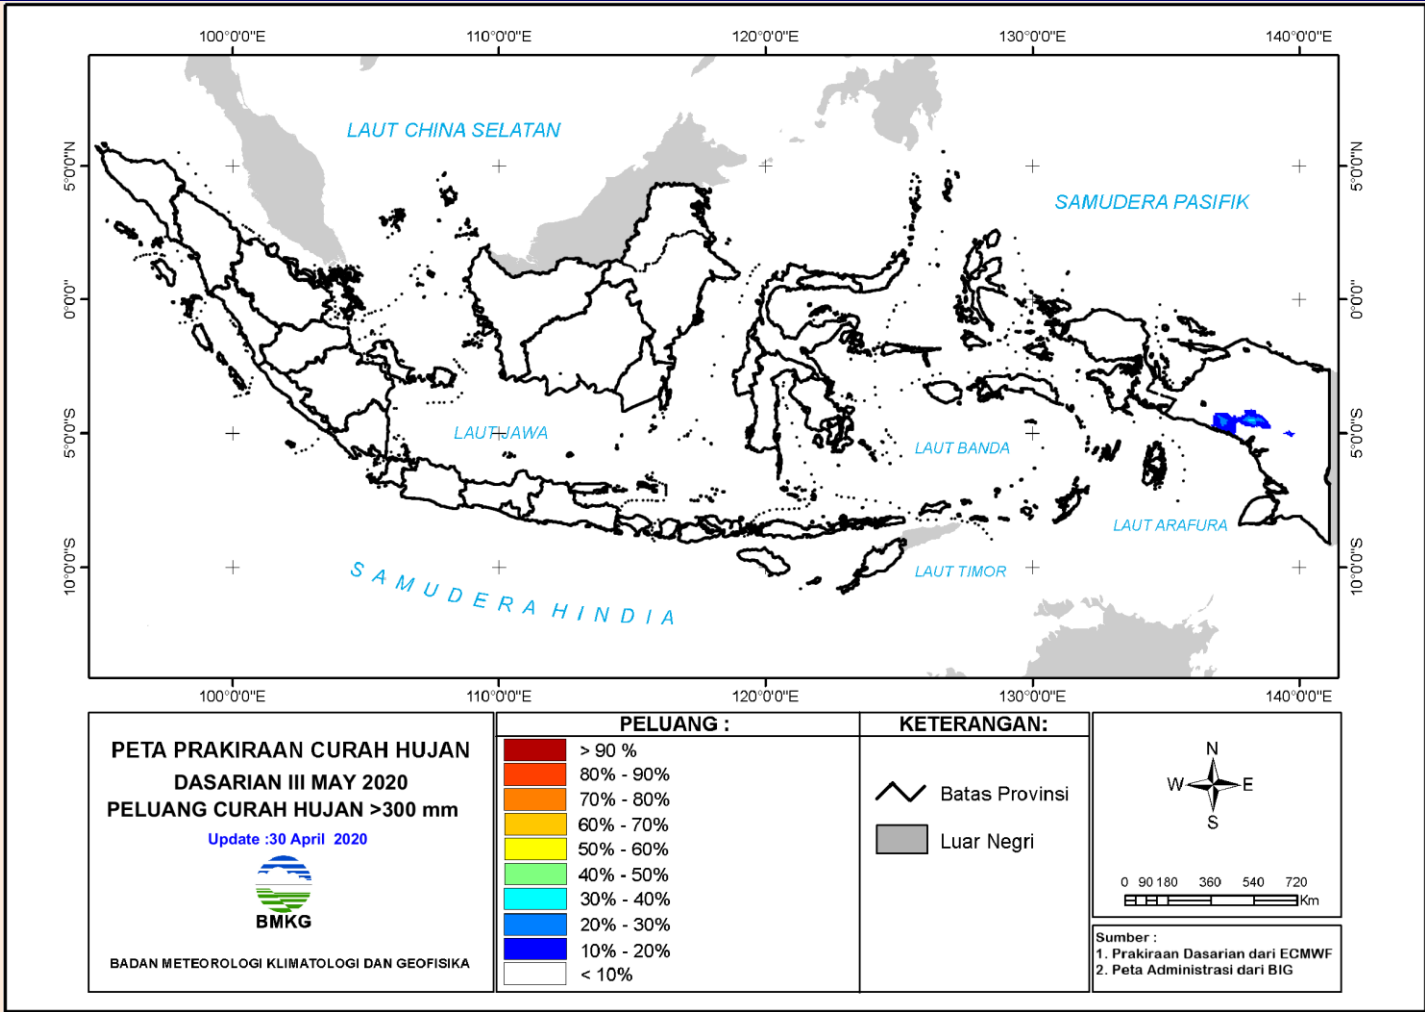 100°0'0"E 110°0'0"E 120°0'0"E 130°0'0"E 140°0'0"E
5°0'0"N 5°0'0"N
0°0'0" 0°0'0"
5°0'0"S 5°0'0"S
10°0'0"S 10°0'0"S
LAUT CHINA SELATAN
SAMUDERA PASIFIK
LAUT JAWA
LAUT BANDA
LAUT ARAFURA
LAUT TIMOR
SAMUDERA HINDIA
100°0'0"E 110°0'0"E 120°0'0"E 130°0'0"E 140°0'0"E
PETA PRAKIRAAN CURAH HUJAN
DASARIAN III MAY 2020
PELUANG CURAH HUJAN >300 mm
Update :30 April 2020
BMKG
BADAN METEOROLOGI KLIMATOLOGI DAN GEOFISIKA
PELUANG :
> 90 %
80% - 90%
70% - 80%
60% - 70%
50% - 60%
40% - 50%
30% - 40%
20% - 30%
10% - 20%
< 10%
KETERANGAN:
Batas Provinsi
Luar Negri
N
W E
S
0 90 180 360 540 720
Km
Sumber :
1. Prakiraan Dasarian dari ECMWF
2. Peta Administrasi dari BIG